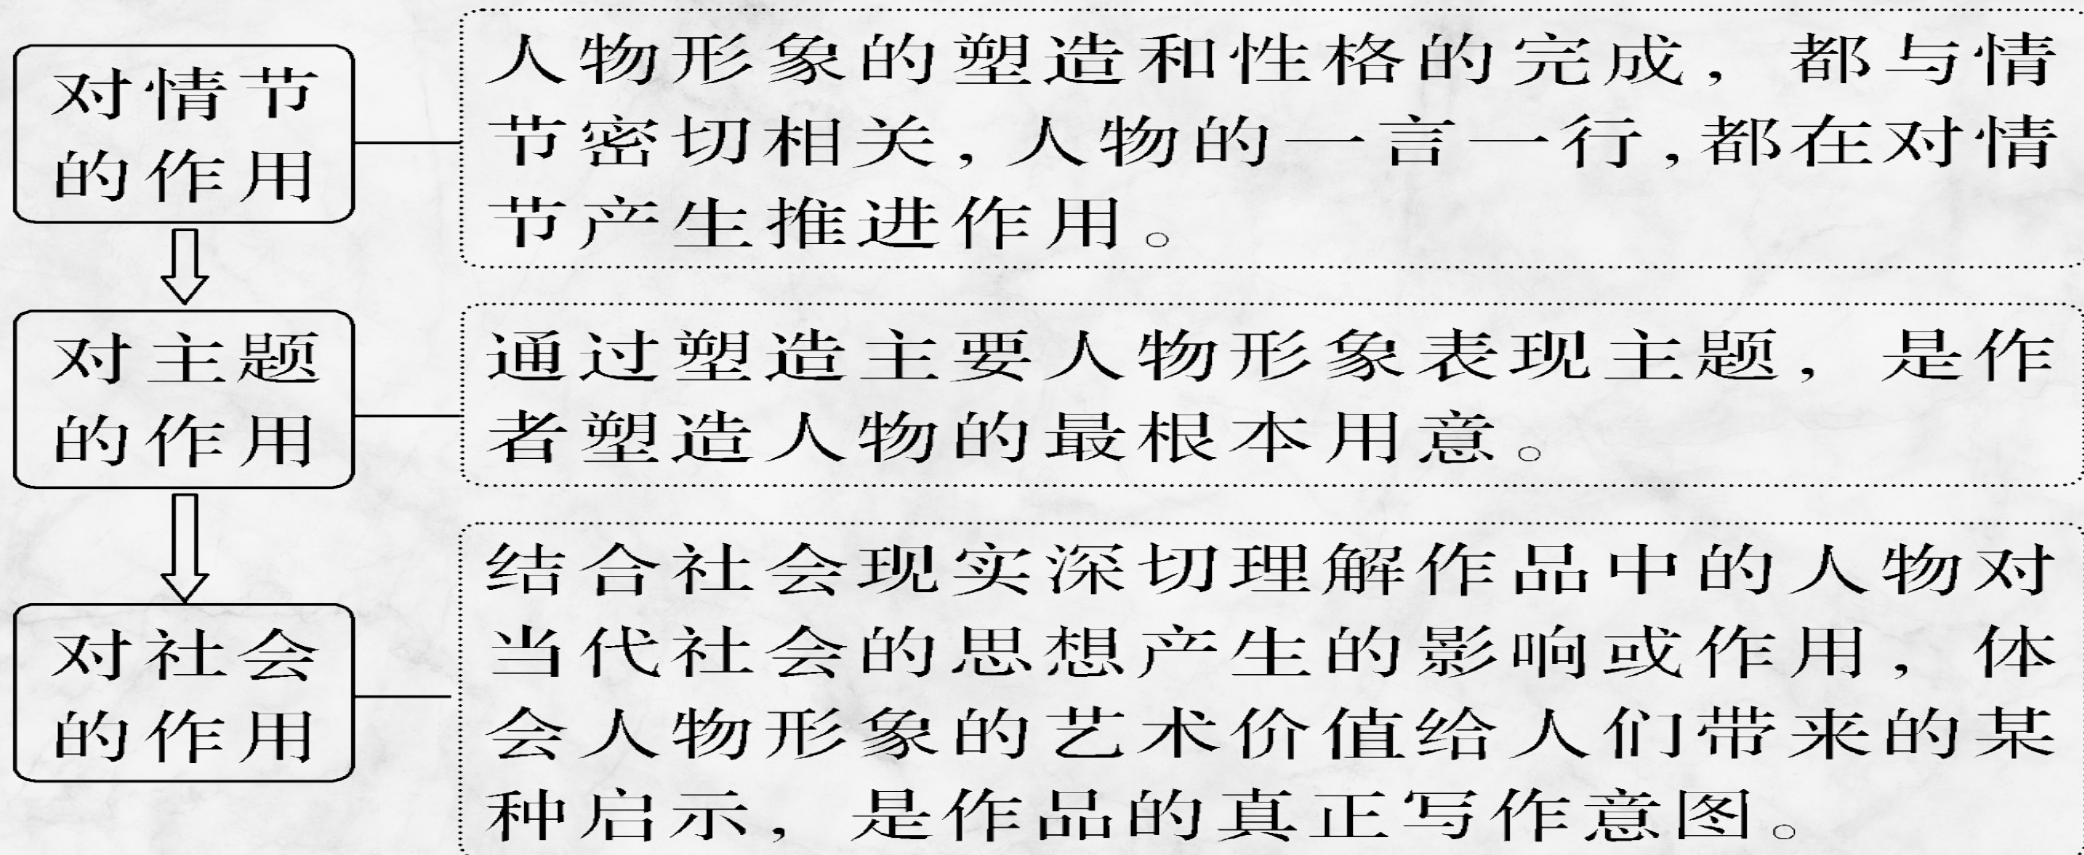 对情节
的作用
人物形象的塑造和性格的完成，都与情
节密切相关，人物的一言一行，都在对情
节产生推进作用。
对主题
的作用
通过塑造主要人物形象表现主题，是作
者塑造人物的最根本用意。
对社会
的作用
结合社会现实深切理解作品中的人物对
当代社会的思想产生的影响或作用，体
会人物形象的艺术价值给人们带来的某
种启示，是作品的真正写作意图。